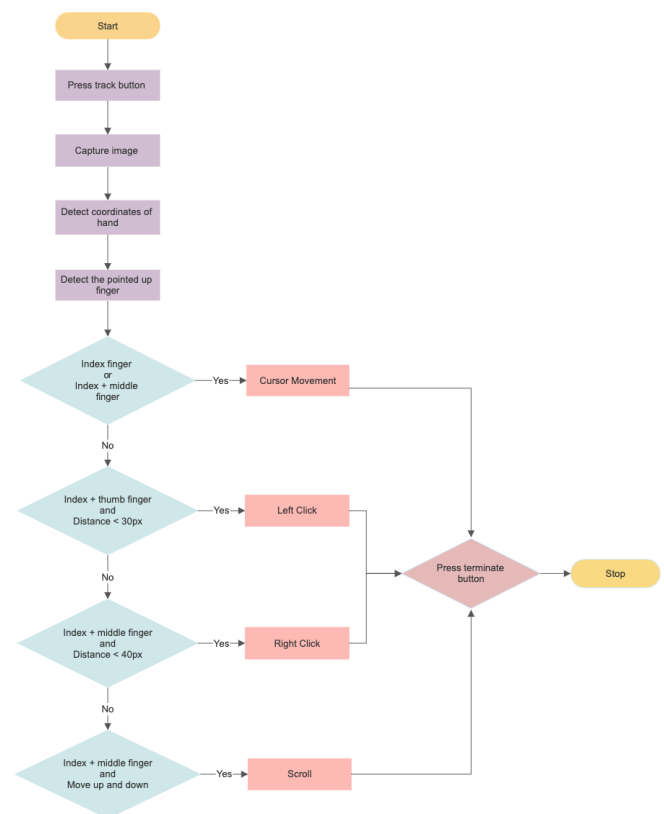 Start
Press track button
Capture image
Detect coordinates of
hand
Detect the pointed up
finger
Index finger
or
Index + middle
finger
Yes
Cursor Movement
No
Index + thumb finger
and
Distance < 30px
Yes
Left Click
Press terminate
button
Stop
No
Index + middle finger
and
Distance < 40px
Yes
Right Click
No
Index + middle finger
and
Move up and down
Yes
Scroll